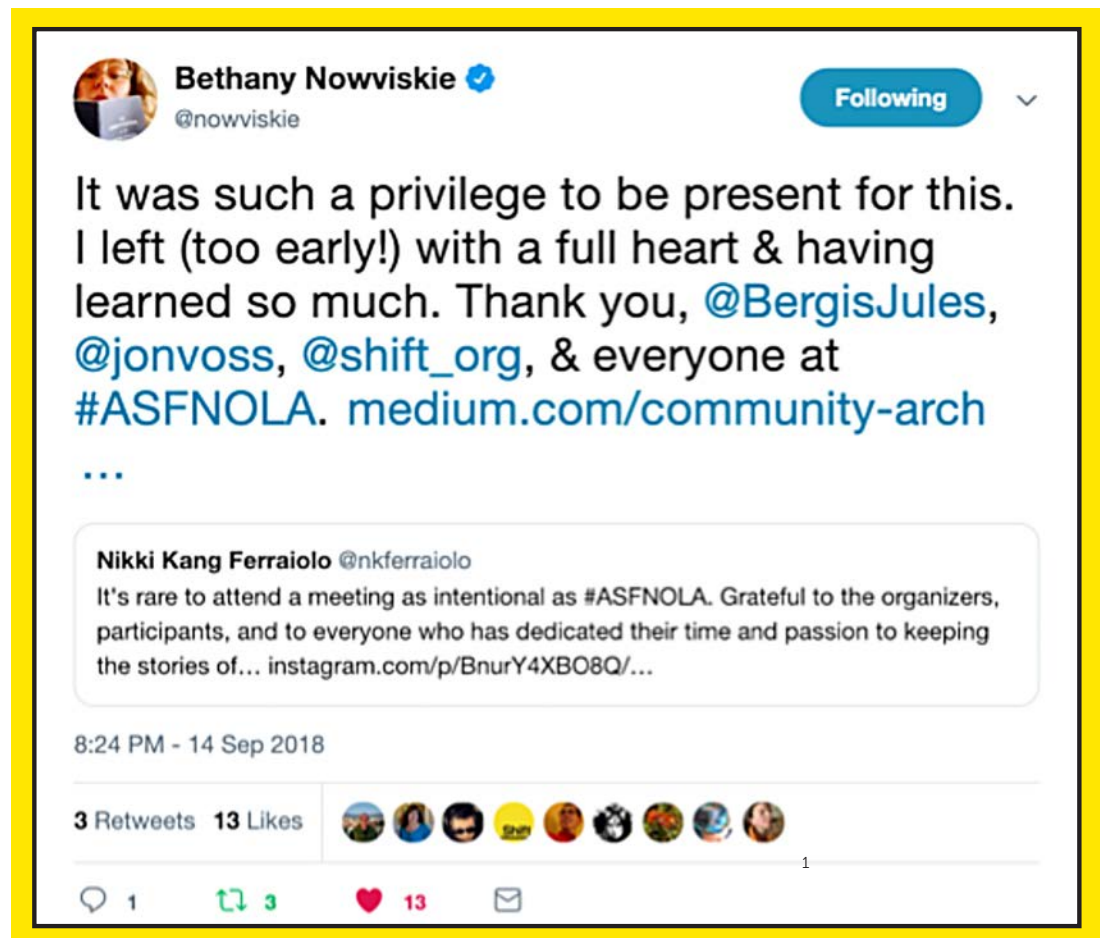 Bethany Nowviskie
@nowviskie
Following
It was such a privilege to be present for this.
I left (too early!) with a full heart & having
learned so much. Thank you, @BergisJules,
@jonvoss, @shift_org, & everyone at
#ASFNOLA. medium.com/community-arch
...
Nikki Kang Ferraiolo @nkferraiolo
It's rare to attend a meeting as intentional as #ASFNOLA. Grateful to the organizers,
participants, and to everyone who has dedicated their time and passion to keeping
the stories of... instagram.com/p/BnurY4XBO8Q/...
8:24 PM - 14 Sep 2018
3 Retweets 13 Likes
Shift
1
1 3 13